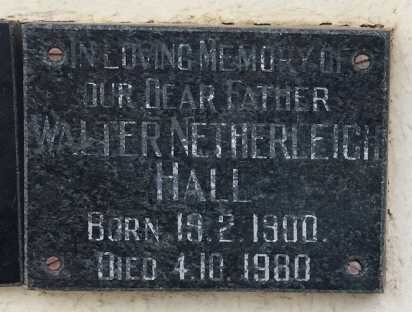 IN LOVING MEMORY OF
OUR DEAR FATHER
WALTER NETHERLEIGH
HALL
BORN 19.2.1900.
DIED 4.10.1980